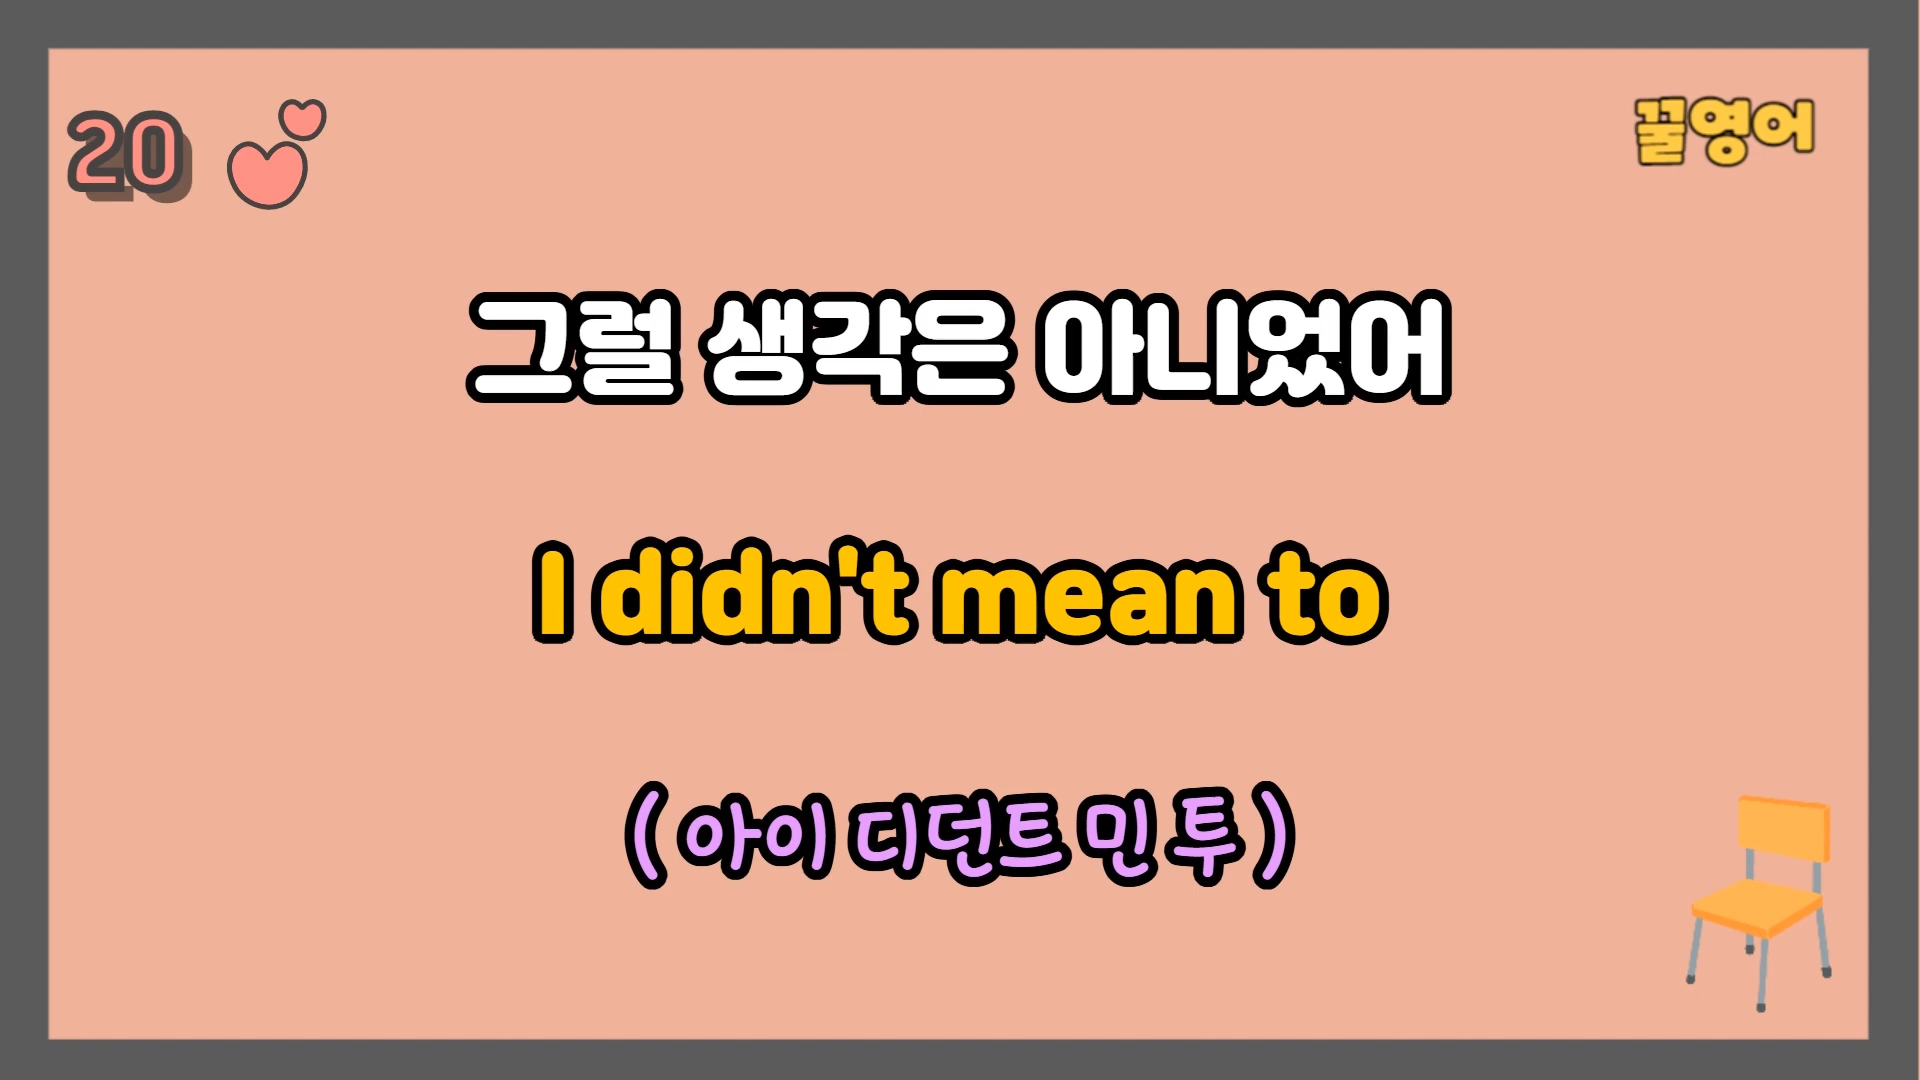 20
꿀영어
그럴 생각은 아니었어
I didn't mean to
( 아이 디던트 민 투 )